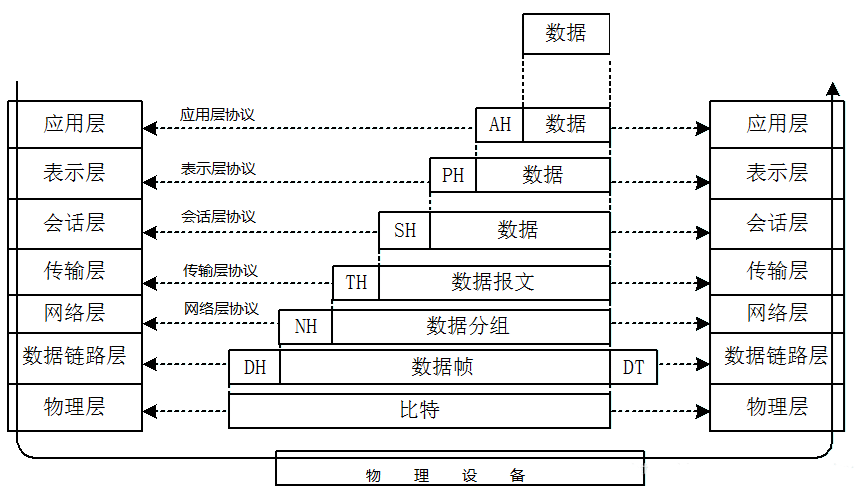 数据
应用层 应用层协议 AH 数据 应用层
表示层 表示层协议 PH 数据 表示层
会话层 会话层协议 SH 数据 会话层
传输层 传输层协议 TH 数据报文 传输层
网络层 网络层协议 NH 数据分组 网络层
数据链路层 DH 数据帧 DT 数据链路层
物理层 比特 物理层
物 理 设 备